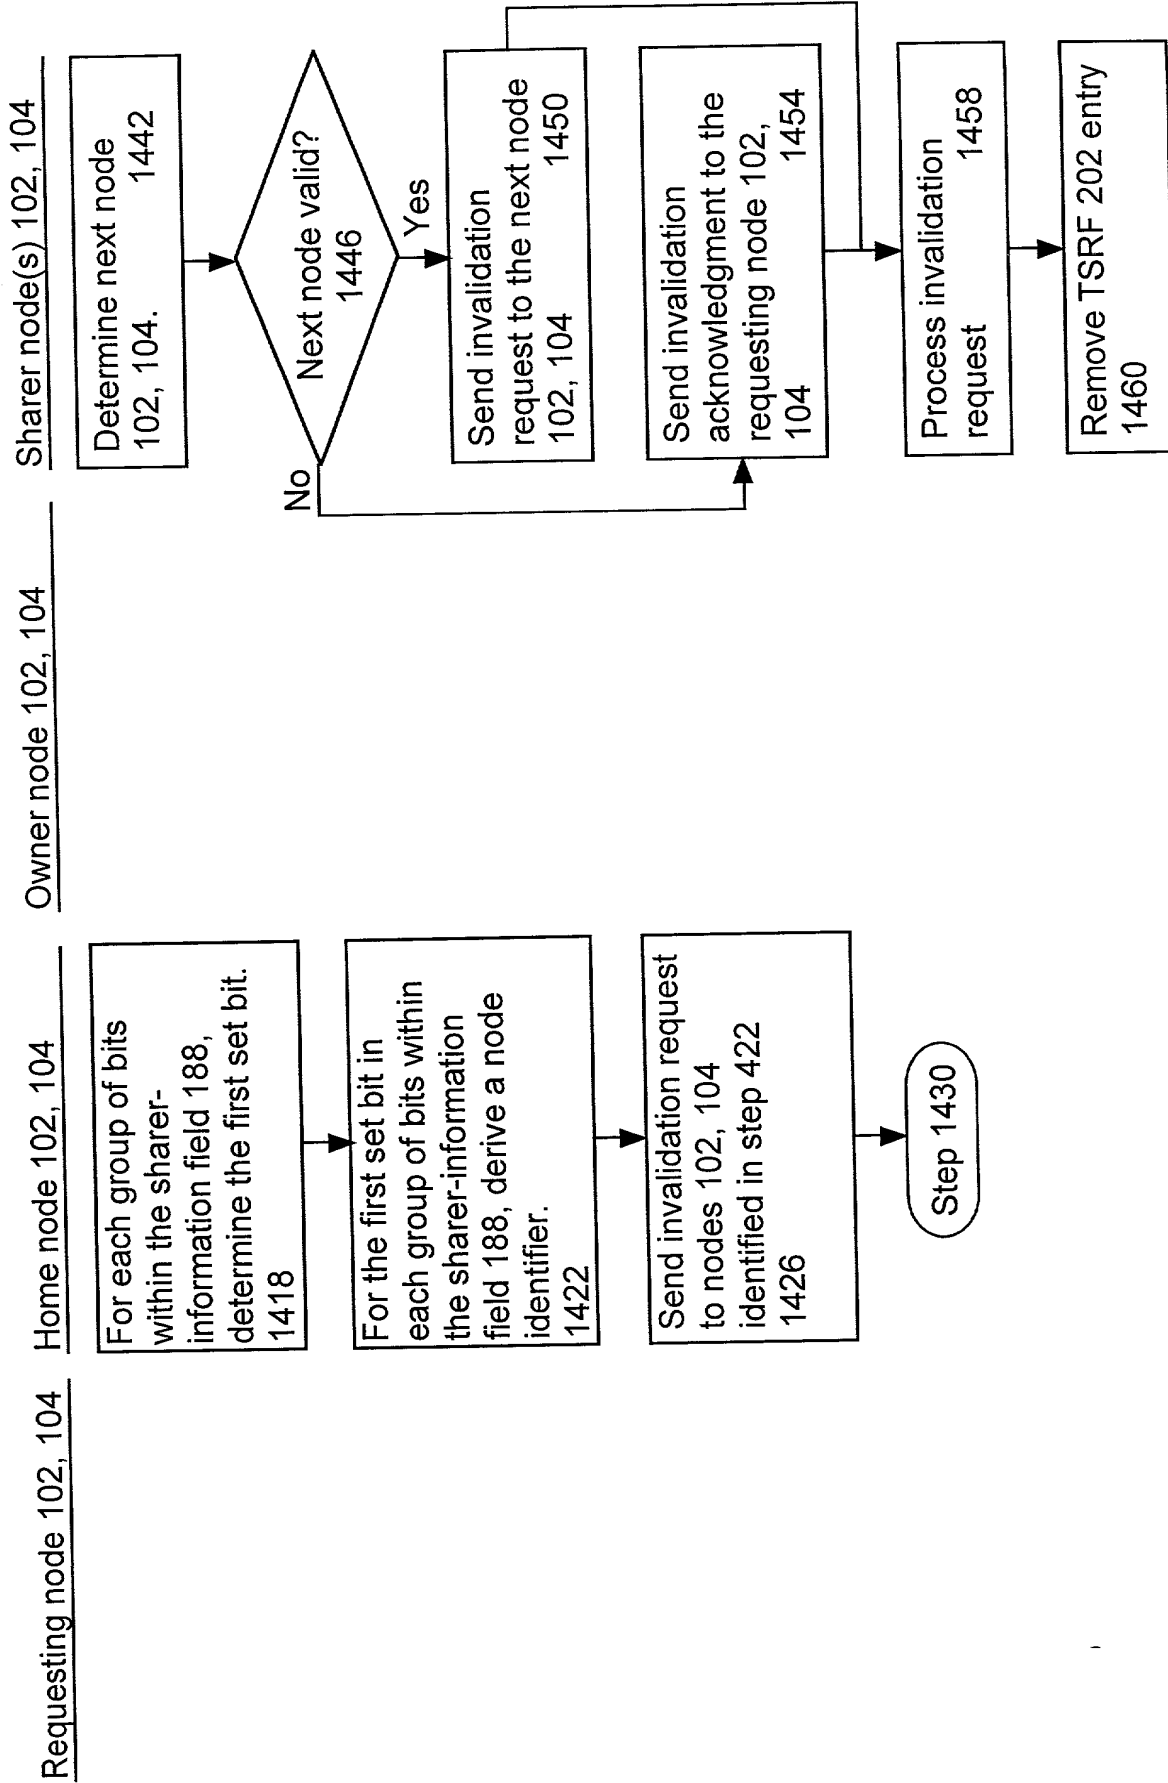 Requesting node 102, 104
Home node 102, 104
Owner node 102, 104
Sharer node(s) 102, 104
For each group of bits
within the sharer-
information field 188,
determine the first set bit.
1418
For the first set bit in
each group of bits within
the sharer-information
field 188, derive a node
identifier.
1422
Send invalidation request
to nodes 102, 104
identified in step 422
1426
Step 1430
Determine next node
102, 104. 1442
Next node valid?
1446
No
Yes
Send invalidation
request to the next node
102, 104 1450
Send invalidation
acknowledgment to the
requesting node 102,
104 1454
Process invalidation
request 1458
Remove TSRF 202 entry
1460